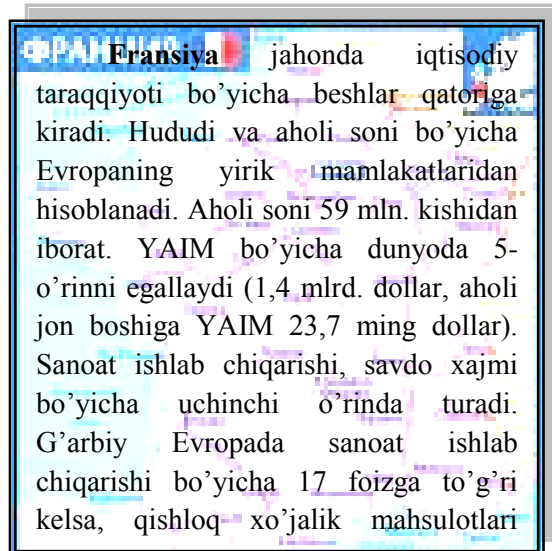 ФРАНЦИЯ
Fransiya jahonda iqtisodiy
taraqqiyoti bo’yicha beshlar qatoriga
kiradi. Hududi va aholi soni bo’yicha
Evropaning yirik mamlakatlaridan
hisoblanadi. Aholi soni 59 mln. kishidan
iborat. YAIM bo’yicha dunyoda 5-
o’rinni egallaydi (1,4 mlrd. dollar, aholi
jon boshiga YAIM 23,7 ming dollar).
Sanoat ishlab chiqarishi, savdo xajmi
bo’yicha uchinchi o’rinda turadi.
G’arbiy Evropada sanoat ishlab
chiqarishi bo’yicha 17 foizga to’g’ri
kelsa, qishloq xo’jalik mahsulotlari